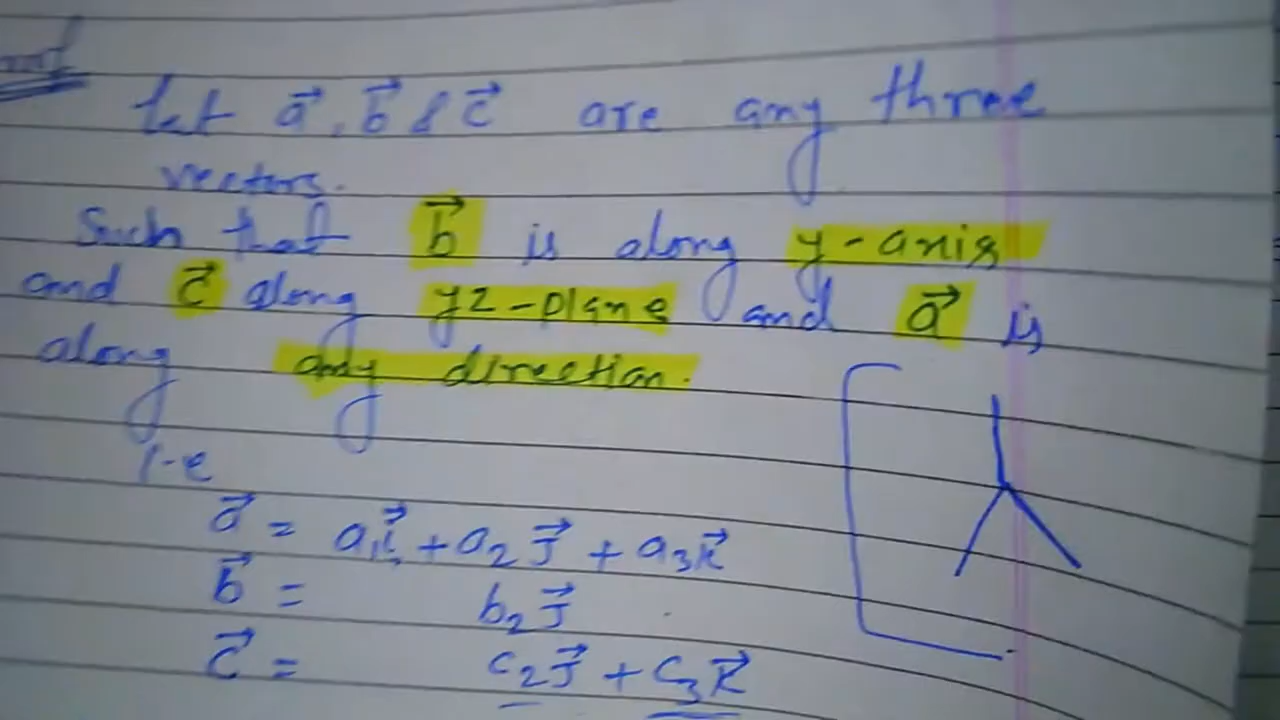 Let a⃗, b⃗ & c⃗ are any three
vectors.
Such that b⃗ is along y-axis
and c⃗ along yz-plane and a⃗ is
along any direction.
i-e
a⃗ = a₁i⃗ + a₂j⃗ + a₃k⃗
b⃗ = b₂j⃗
c⃗ = c₂j⃗ + c₃k⃗